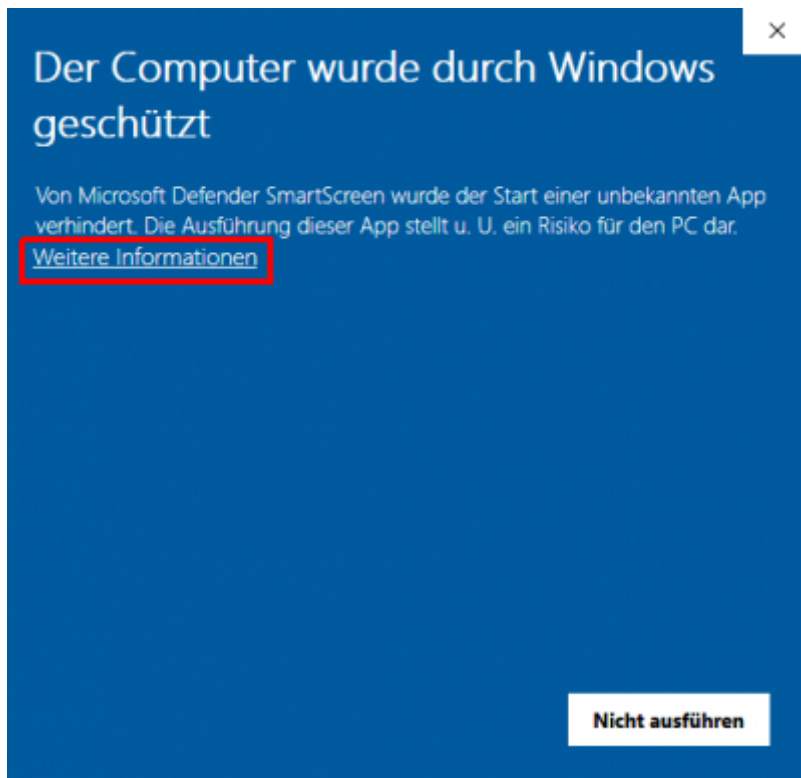 Der Computer wurde durch Windows
geschützt
Von Microsoft Defender SmartScreen wurde der Start einer unbekannten App
verhindert. Die Ausführung dieser App stellt u. U. ein Risiko für den PC dar.
Weitere Informationen
Nicht ausführen